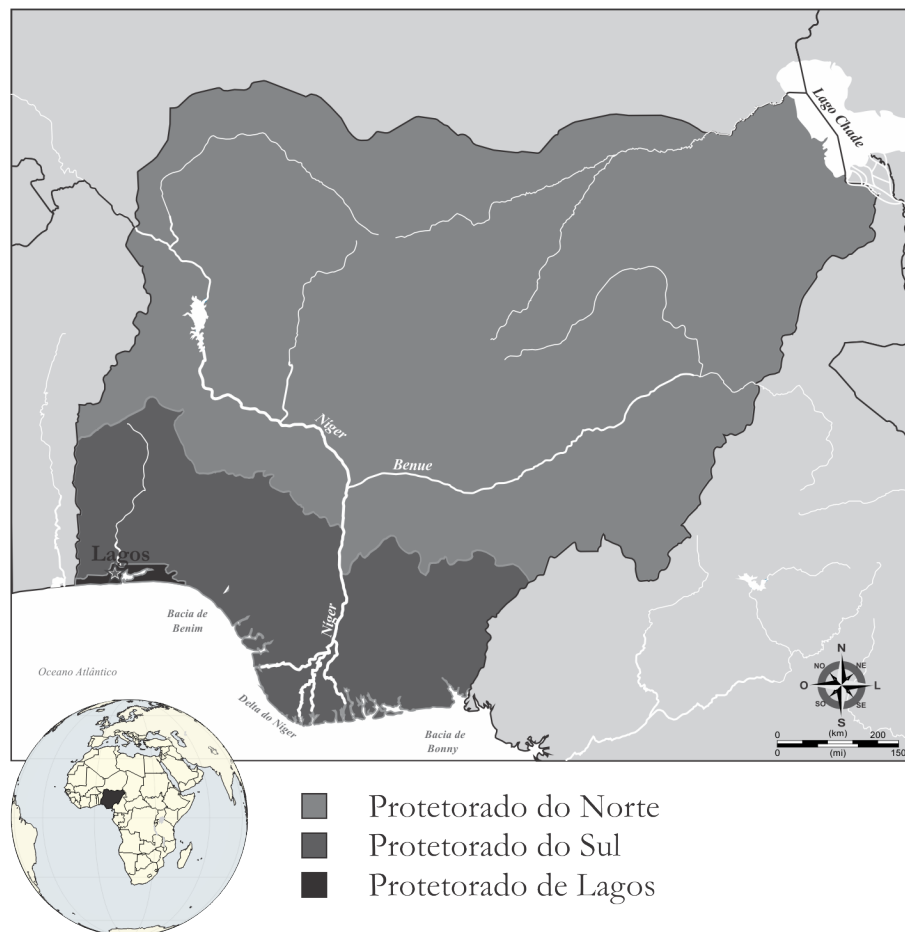 Lago Chade
Niger
Benue
Lagos
Niger
Bacia de
Benim
Oceano Atlântico
Delta do Niger
Bacia de
Bonny
N
NO
NE
O
L
SO
SE
S
0 (km) 200
0 (mi) 150
Protetorado do Norte
Protetorado do Sul
Protetorado de Lagos